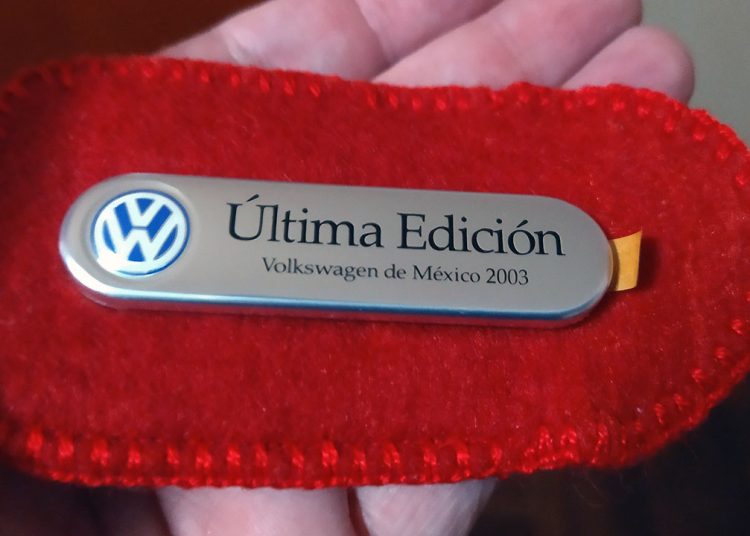 Última Edición
Volkswagen de México 2003